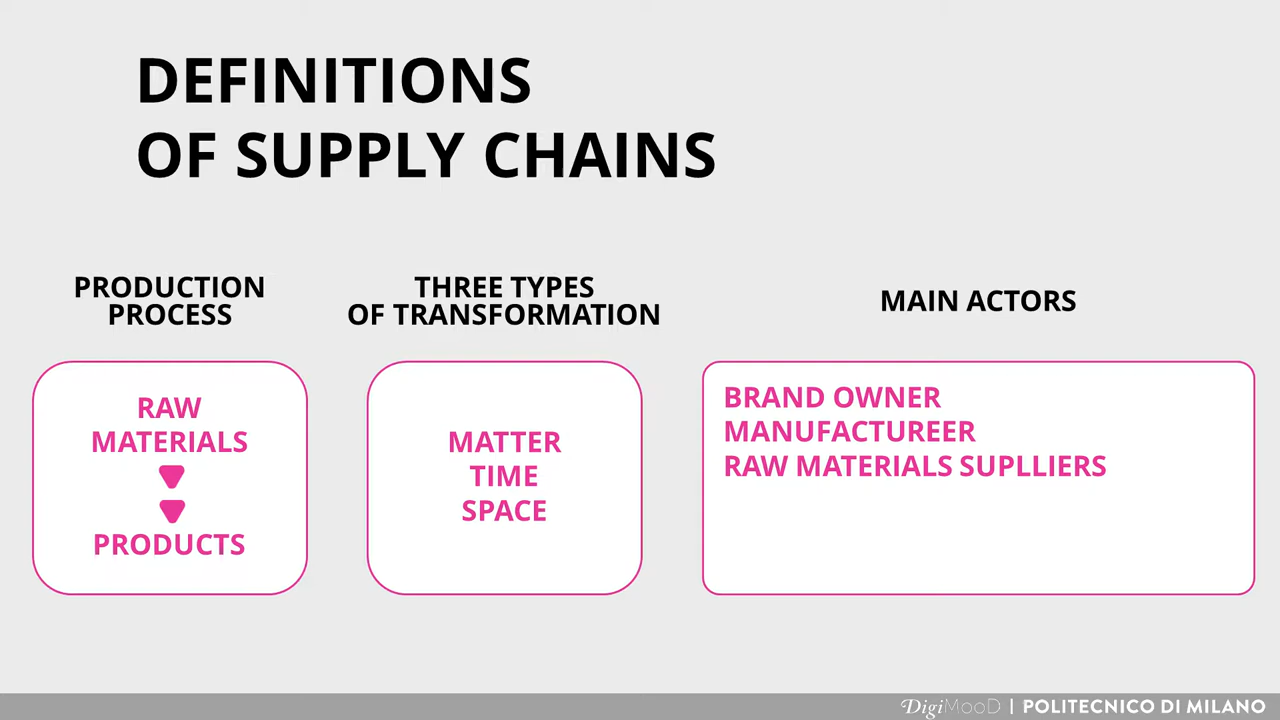 DEFINITIONS
OF SUPPLY CHAINS
PRODUCTION
PROCESS
RAW
MATERIALS
PRODUCTS
THREE TYPES
OF TRANSFORMATION
MATTER
TIME
SPACE
MAIN ACTORS
BRAND OWNER
MANUFACTUREER
RAW MATERIALS SUPLLIERS
DigiMooD | POLITECNICO DI MILANO